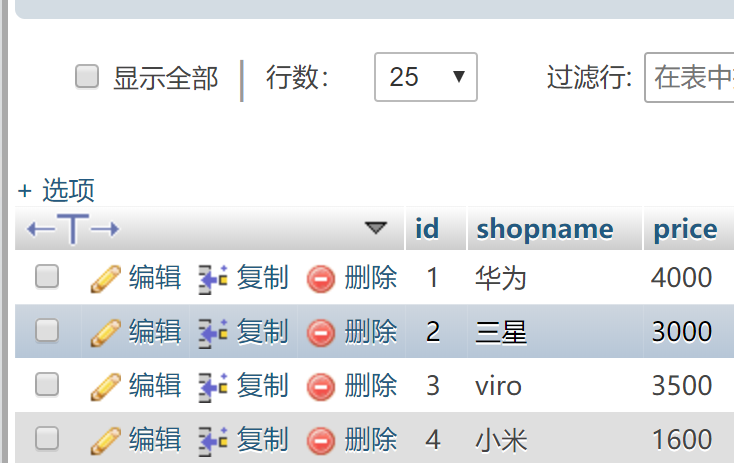 显示全部 行数： 25 过滤行: 在表中
+ 选项
←T→ id shopname price
编辑 复制 删除 1 华为 4000
编辑 复制 删除 2 三星 3000
编辑 复制 删除 3 viro 3500
编辑 复制 删除 4 小米 1600